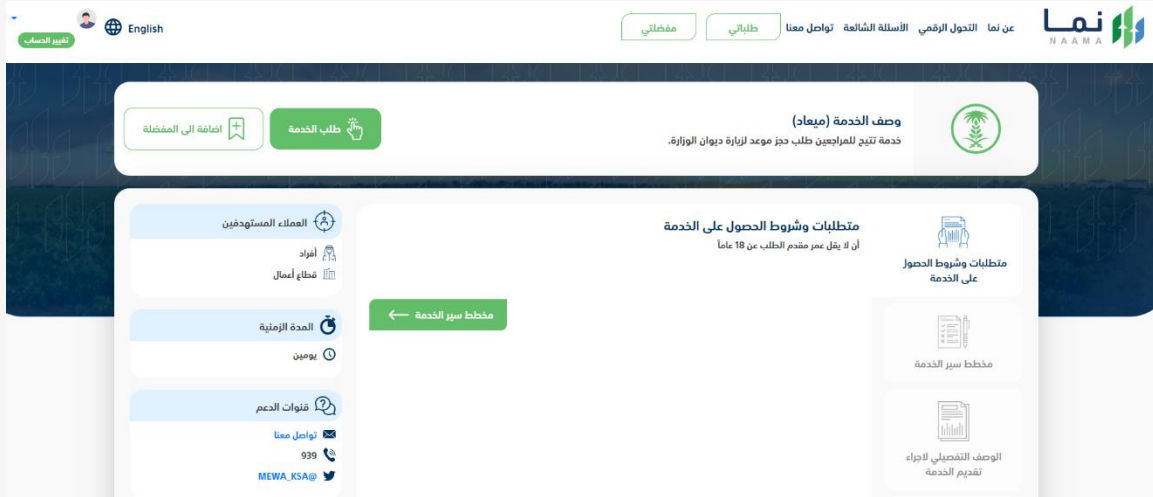 نما
NAAMA
عن نما
التحول الرقمي
الأسئلة الشائعة
تواصل معنا
طلباتي
مفضلتي
English
تغيير الحساب
وصف الخدمة (ميعاد)
خدمة تتيح للمراجعين طلب حجز موعد لزيارة ديوان الوزارة.
طلب الخدمة
اضافة الى المفضلة
متطلبات وشروط الحصول
على الخدمة
مخطط سير الخدمة
الوصف التفصيلي لاجراء
تقديم الخدمة
متطلبات وشروط الحصول على الخدمة
أن لا يقل عمر مقدم الطلب عن 18 عاماً
مخطط سير الخدمة
العملاء المستهدفين
أفراد
قطاع أعمال
المدة الزمنية
يومين
قنوات الدعم
تواصل معنا
939
@MEWA_KSA